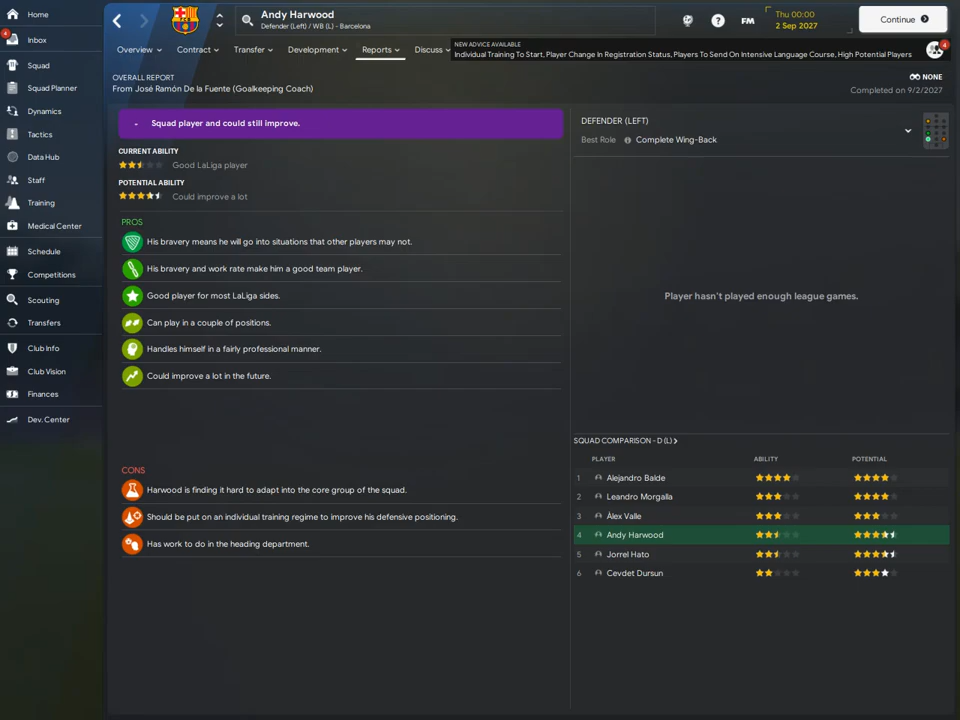 Home
4
Inbox
Squad
Squad Planner
Dynamics
Tactics
Data Hub
Staff
Training
Medical Center
Schedule
Competitions
Scouting
Transfers
Club Info
Club Vision
Finances
Dev. Center
Andy Harwood
Defender (Left) / WB (L) - Barcelona
?
FM
Thu 00:00
2 Sep 2027
Continue
Overview
Contract
Transfer
Development
Reports
Discuss
NEW ADVICE AVAILABLE
Individual Training To Start, Player Change In Registration Status, Players To Send On Intensive Language Course, High Potential Players
4
OVERALL REPORT
From José Ramón De la Fuente (Goalkeeping Coach)
NONE
Completed on 9/2/2027
- Squad player and could still improve.
CURRENT ABILITY
Good LaLiga player
POTENTIAL ABILITY
Could improve a lot
PROS
His bravery means he will go into situations that other players may not.
His bravery and work rate make him a good team player.
Good player for most LaLiga sides.
Can play in a couple of positions.
Handles himself in a fairly professional manner.
Could improve a lot in the future.
CONS
Harwood is finding it hard to adapt into the core group of the squad.
Should be put on an individual training regime to improve his defensive positioning.
Has work to do in the heading department.
DEFENDER (LEFT)
Best Role Complete Wing-Back
Player hasn't played enough league games.
SQUAD COMPARISON - D (L)
PLAYER ABILITY POTENTIAL
1 Alejandro Balde
2 Leandro Morgalla
3 Àlex Valle
4 Andy Harwood
5 Jorrel Hato
6 Cevdet Dursun